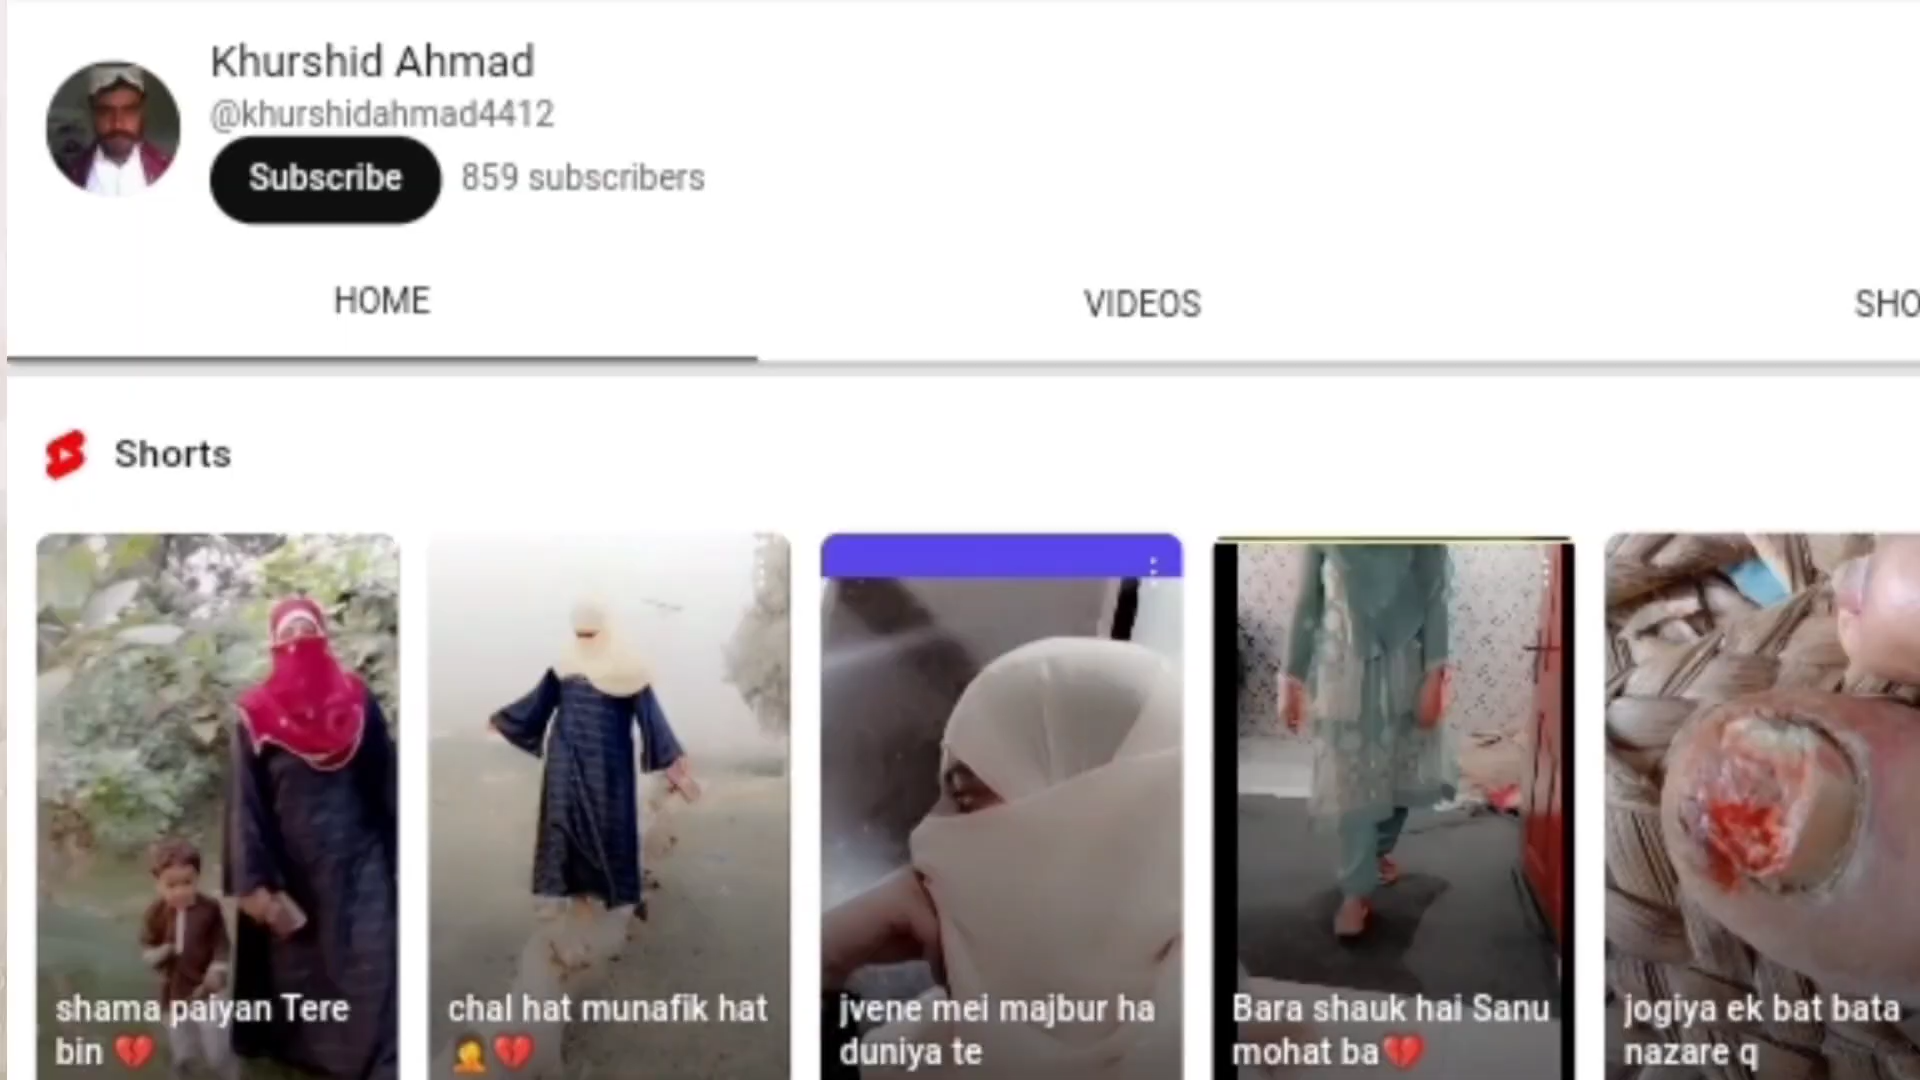 Khurshid Ahmad
@khurshidahmad4412
Subscribe 859 subscribers
HOME VIDEOS SHO
Shorts
shama paiyan Tere
bin 💔
chal hat munafik hat
🤦💔
jvene mei majbur ha
duniya te
Bara shauk hai Sanu
mohat ba💔
jogiya ek bat bata
nazare q